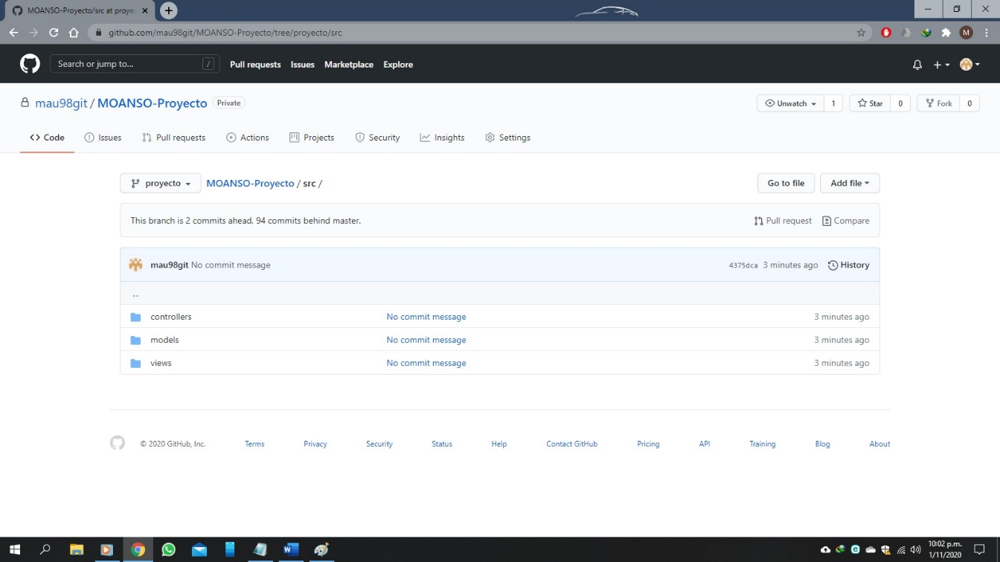 MOANSO-Proyecto/src at proye
github.com/mau98git/MOANSO-Proyecto/tree/proyecto/src
M
Search or jump to... /
Pull requests Issues Marketplace Explore
mau98git / MOANSO-Proyecto Private
Unwatch 1 Star 0 Fork 0
Code Issues Pull requests Actions Projects Security Insights Settings
proyecto MOANSO-Proyecto / src / Go to file Add file
This branch is 2 commits ahead, 94 commits behind master. Pull request Compare
mau98git No commit message 4375dca 3 minutes ago History
..
controllers No commit message 3 minutes ago
models No commit message 3 minutes ago
views No commit message 3 minutes ago
© 2020 GitHub, Inc. Terms Privacy Security Status Help Contact GitHub Pricing API Training Blog About
10:02 p.m.
1/11/2020